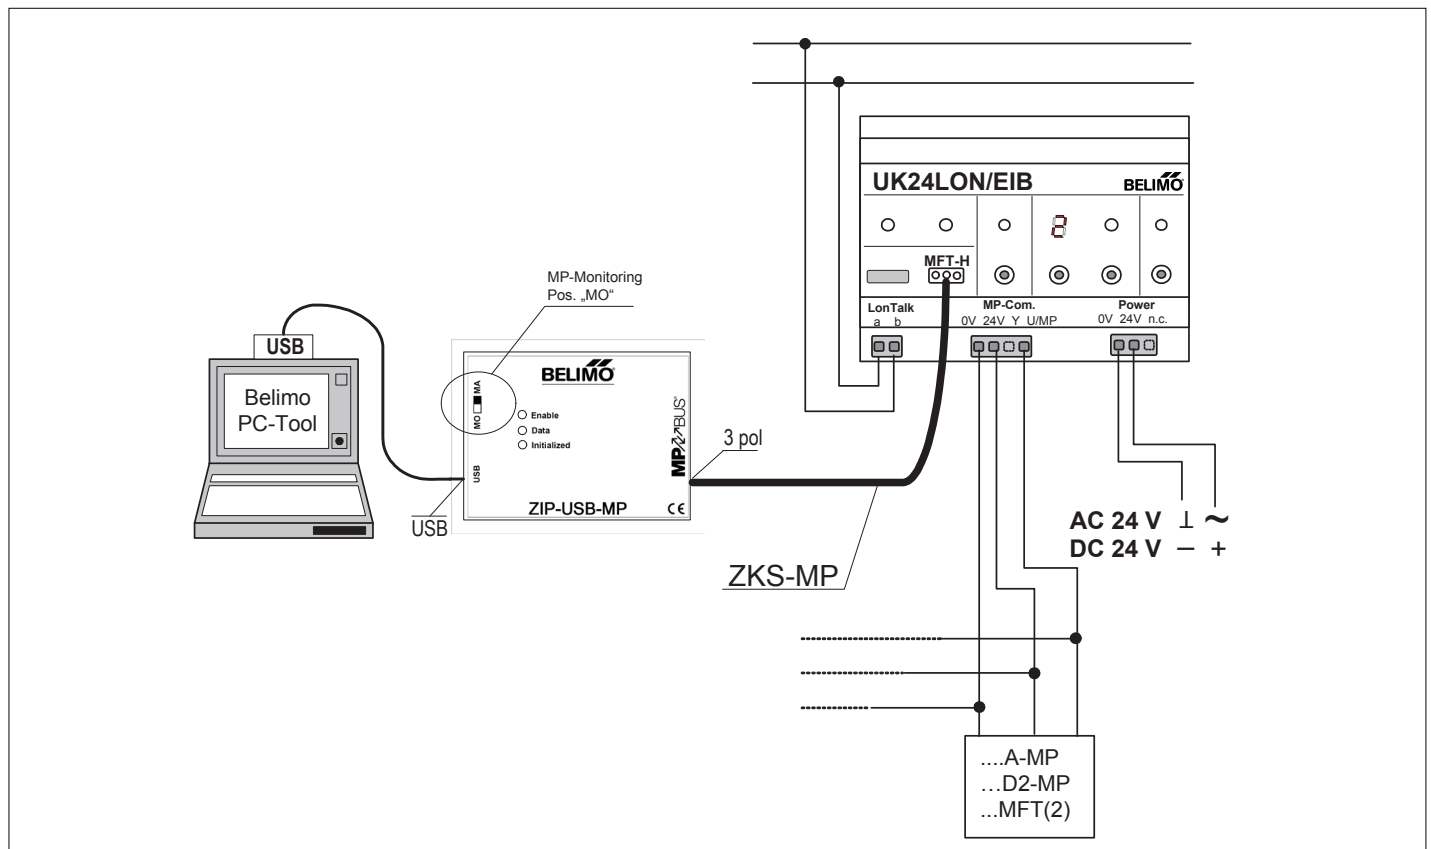 UK24LON/EIB
BELIMO
MFT-H
LonTalk
MP-Com.
Power
a b
0V 24V Y U/MP
0V 24V n.c.
MP-Monitoring
Pos. „MO“
USB
Belimo
PC-Tool
BELIMO
MO
MA
Enable
Data
Initialized
USB
MP BUS®
3 pol
ZIP-USB-MP
CE
USB
ZKS-MP
AC 24 V ⊥ ~
DC 24 V – +
....A-MP
…D2-MP
...MFT(2)